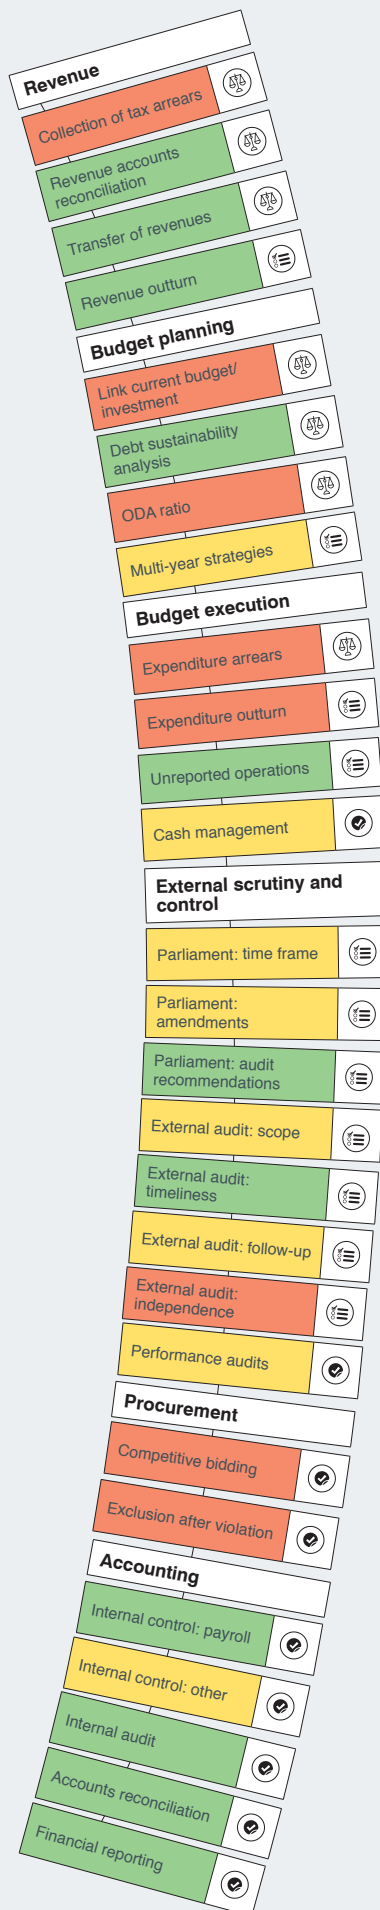 Revenue
Collection of tax arrears
Revenue accounts
reconciliation
Transfer of revenues
Revenue outturn
Budget planning
Link current budget/
investment
Debt sustainability
analysis
ODA ratio
Multi-year strategies
Budget execution
Expenditure arrears
Expenditure outturn
Unreported operations
Cash management
External scrutiny and
control
Parliament: time frame
Parliament:
amendments
Parliament: audit
recommendations
External audit: scope
External audit:
timeliness
External audit: follow-up
External audit:
independence
Performance audits
Procurement
Competitive bidding
Exclusion after violation
Accounting
Internal control: payroll
Internal control: other
Internal audit
Accounts reconciliation
Financial reporting